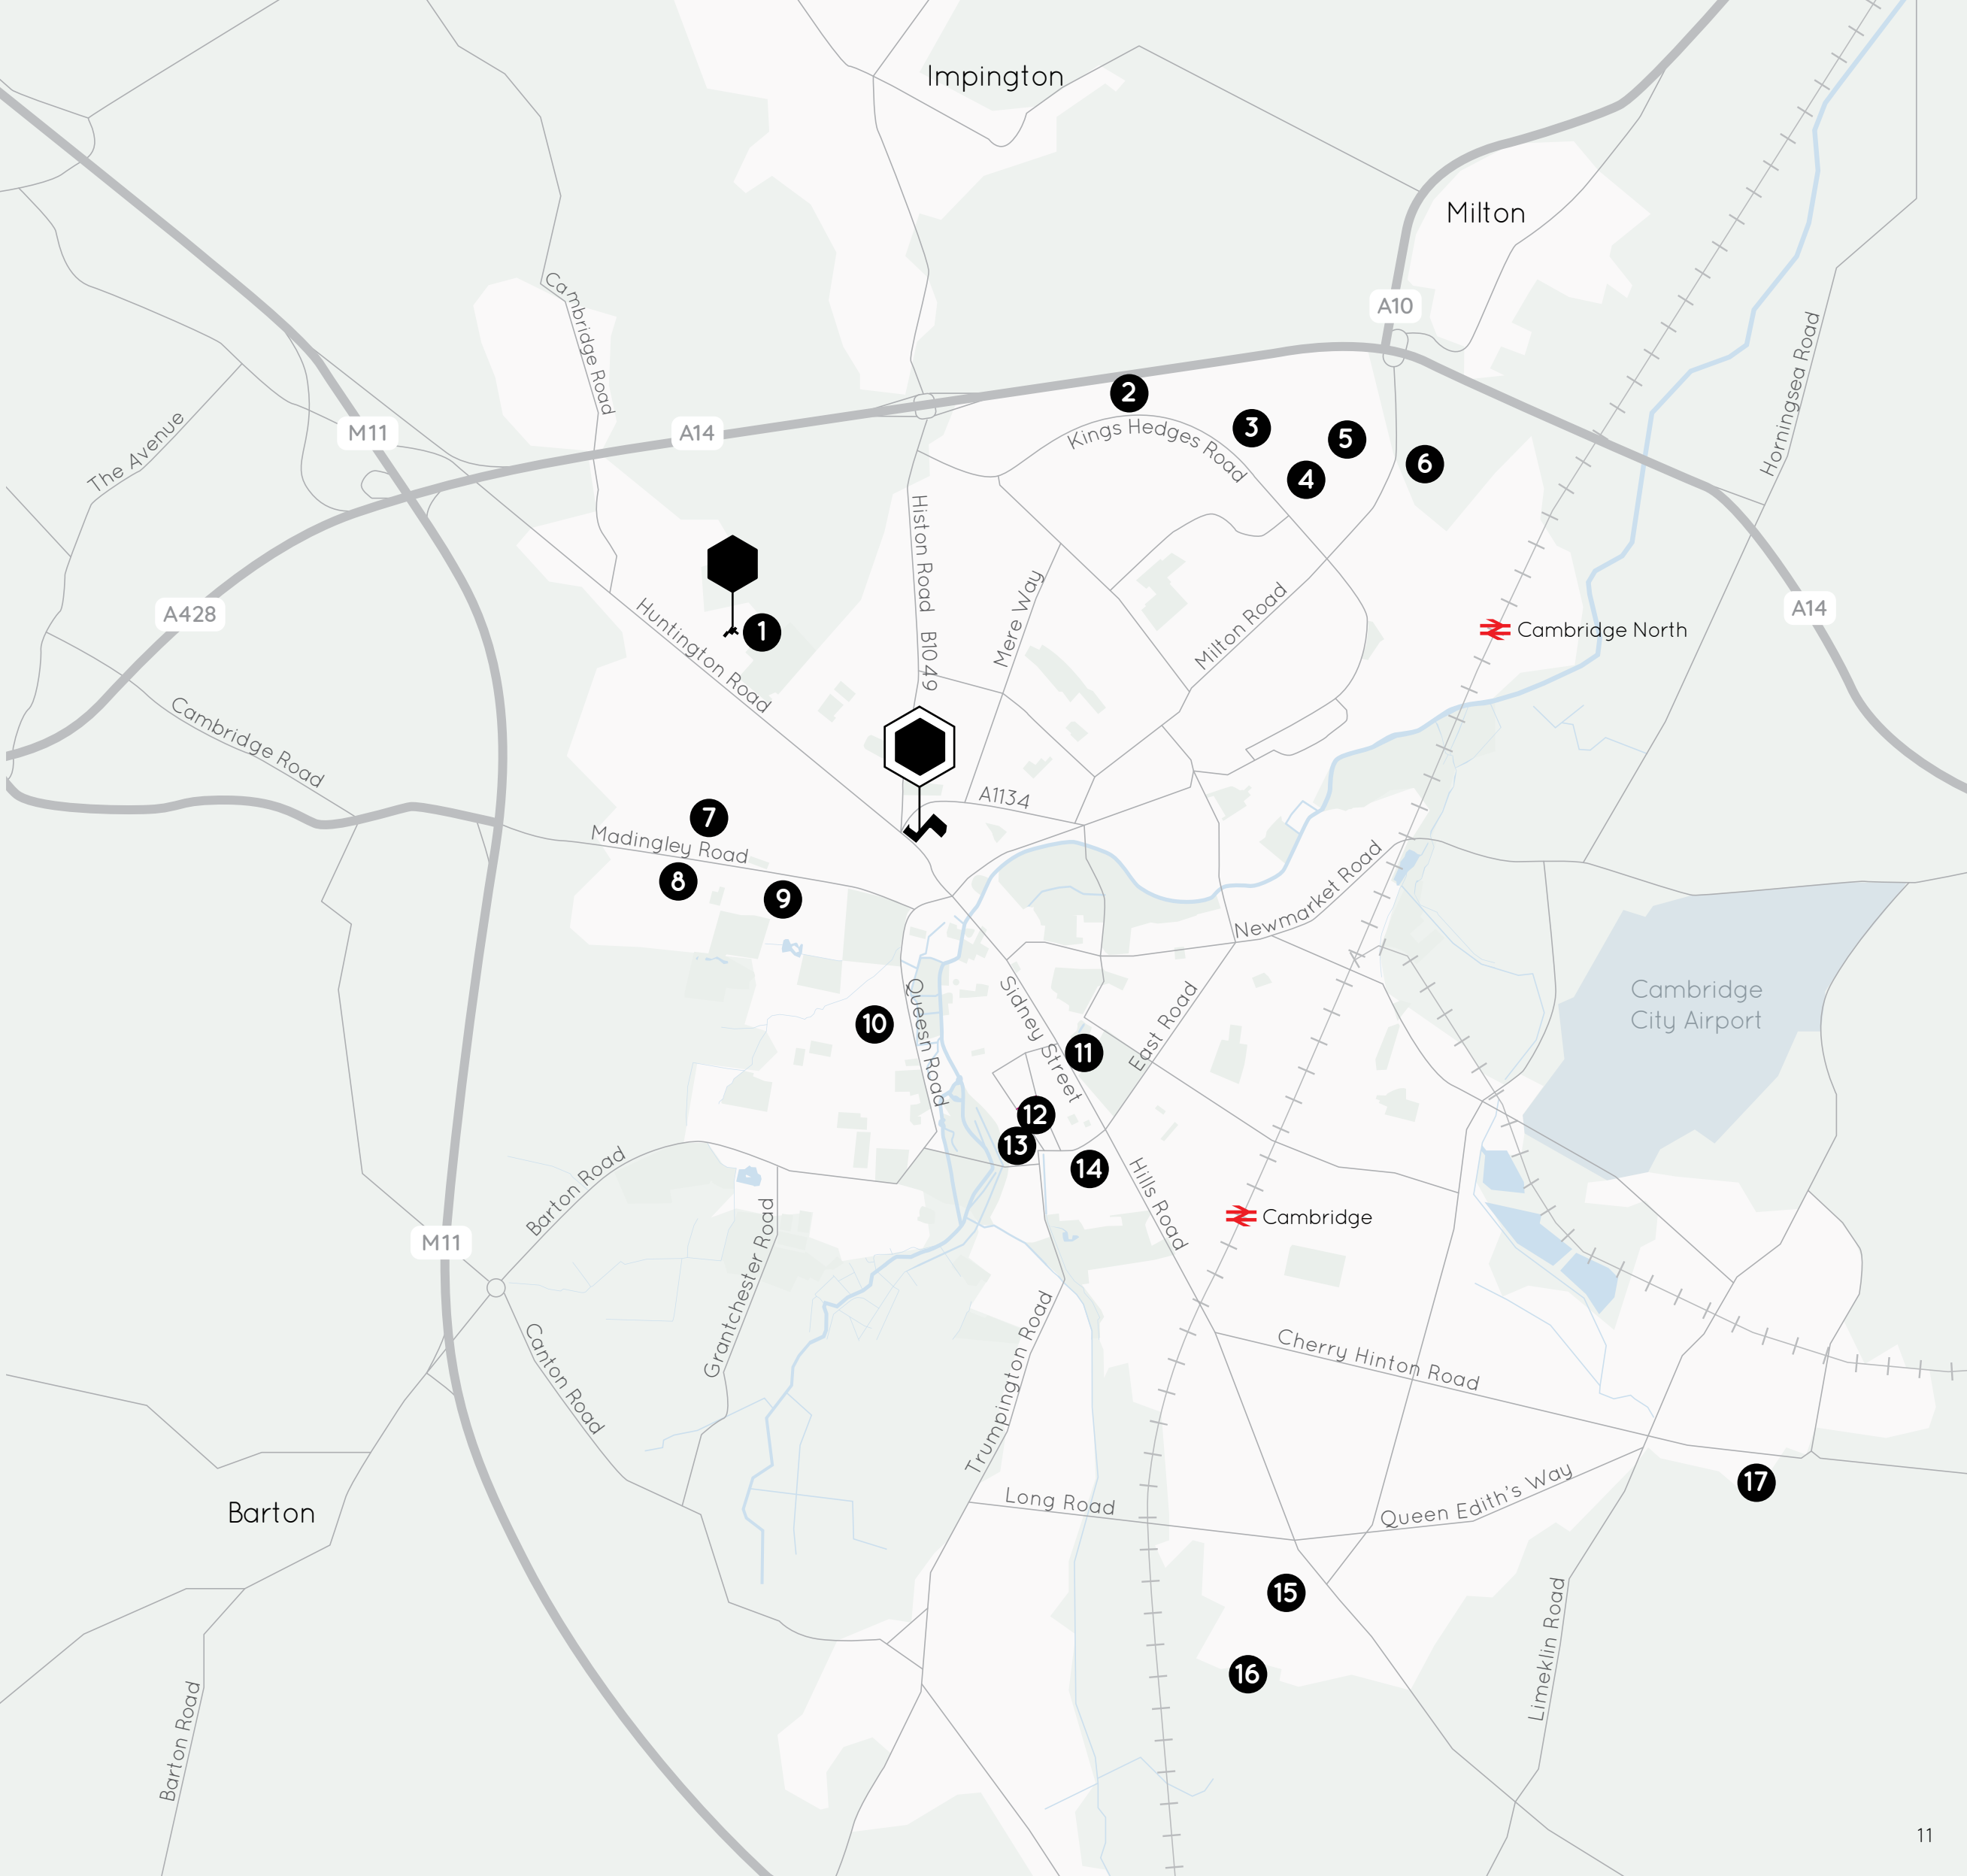 Impington
Milton
Cambridge Road
A10
Horningsea Road
2
3
5
Kings Hedges Road
M11
A14
The Avenue
6
4
Histon Road B1049
1
Mere Way
A428
Huntington Road
Milton Road
A14
Cambridge North
Cambridge Road
A1134
7
Madingley Road
8
9
Newmarket Road
Cambridge
City Airport
Queesn Road
Sidney Street
10
11
East Road
12
13
14
Barton Road
Hills Road
Cambridge
M11
Grantchester Road
Canton Road
Trumpington Road
Cherry Hinton Road
17
Barton
Long Road
Queen Edith's Way
15
Limeklin Road
16
Barton Road
11